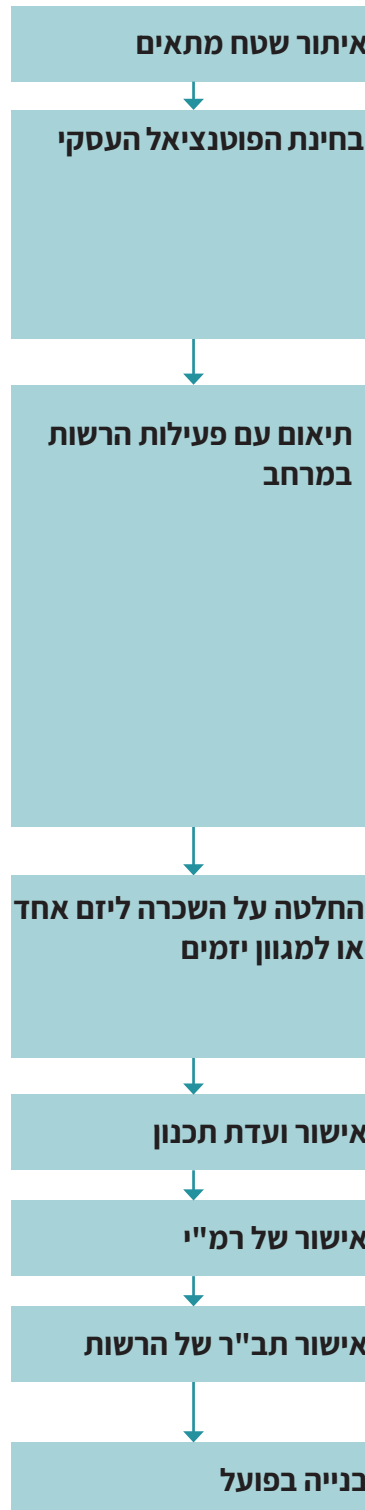 איתור שטח מתאים
בחינת הפוטנציאל העסקי
תיאום עם פעילות הרשות
במרחב
החלטה על השכרה ליזם אחד
או למגוון יזמים
אישור ועדת תכנון
אישור של רמ"י
אישור תב"ר של הרשות
בנייה בפועל